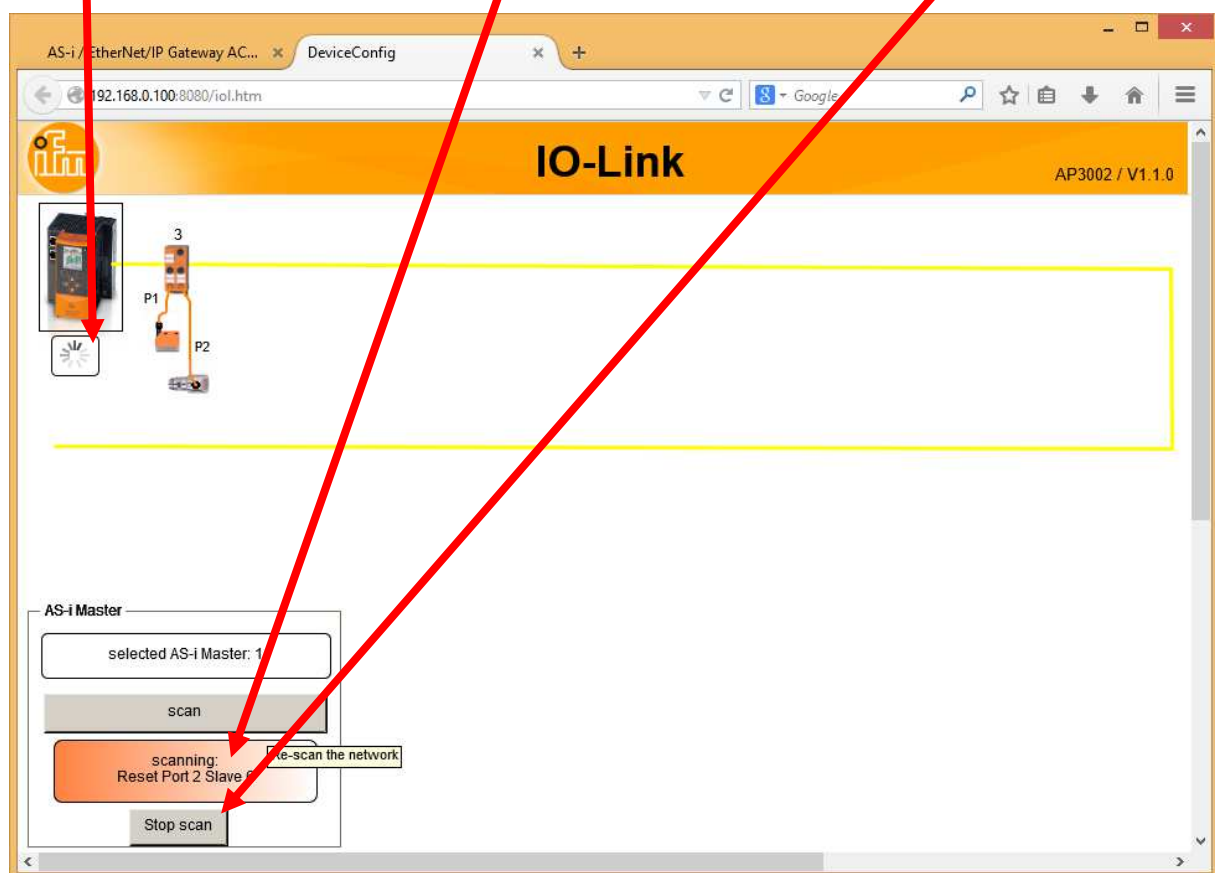 AS-i / EtherNet/IP Gateway AC...
DeviceConfig
192.168.0.100:8080/iol.htm
Google
ifm
IO-Link
AP3002 / V1.1.0
3
P1
P2
AS-i Master
selected AS-i Master: 1
scan
scanning:
Reset Port 2 Slave
Re-scan the network
Stop scan